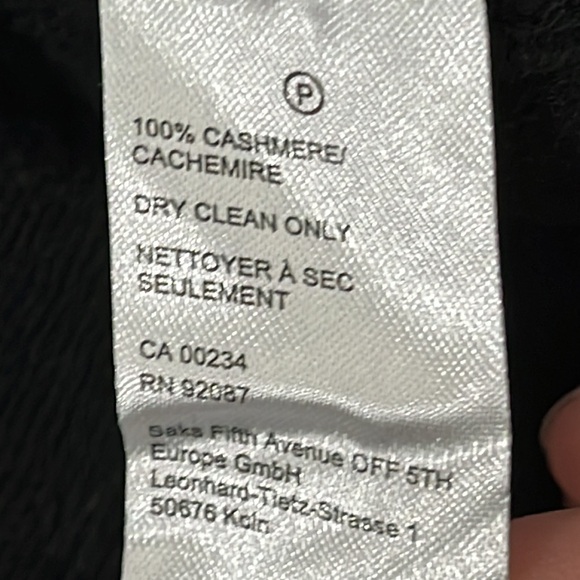 P
100% CASHMERE/
CACHEMIRE
DRY CLEAN ONLY
NETTOYER À SEC
SEULEMENT
CA 00234
RN 92087
Saks Fifth Avenue OFF 5TH
Europe GmbH
Leonhard-Tietz-Strasse 1
50676 Koln